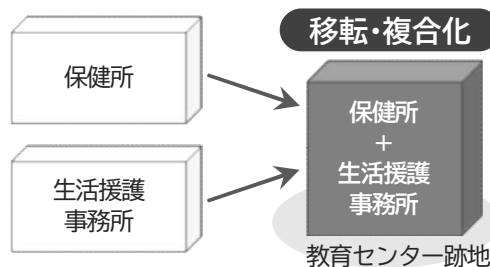 移転・複合化
保健所
生活援護
事務所
保健所
+
生活援護
事務所
教育センター跡地